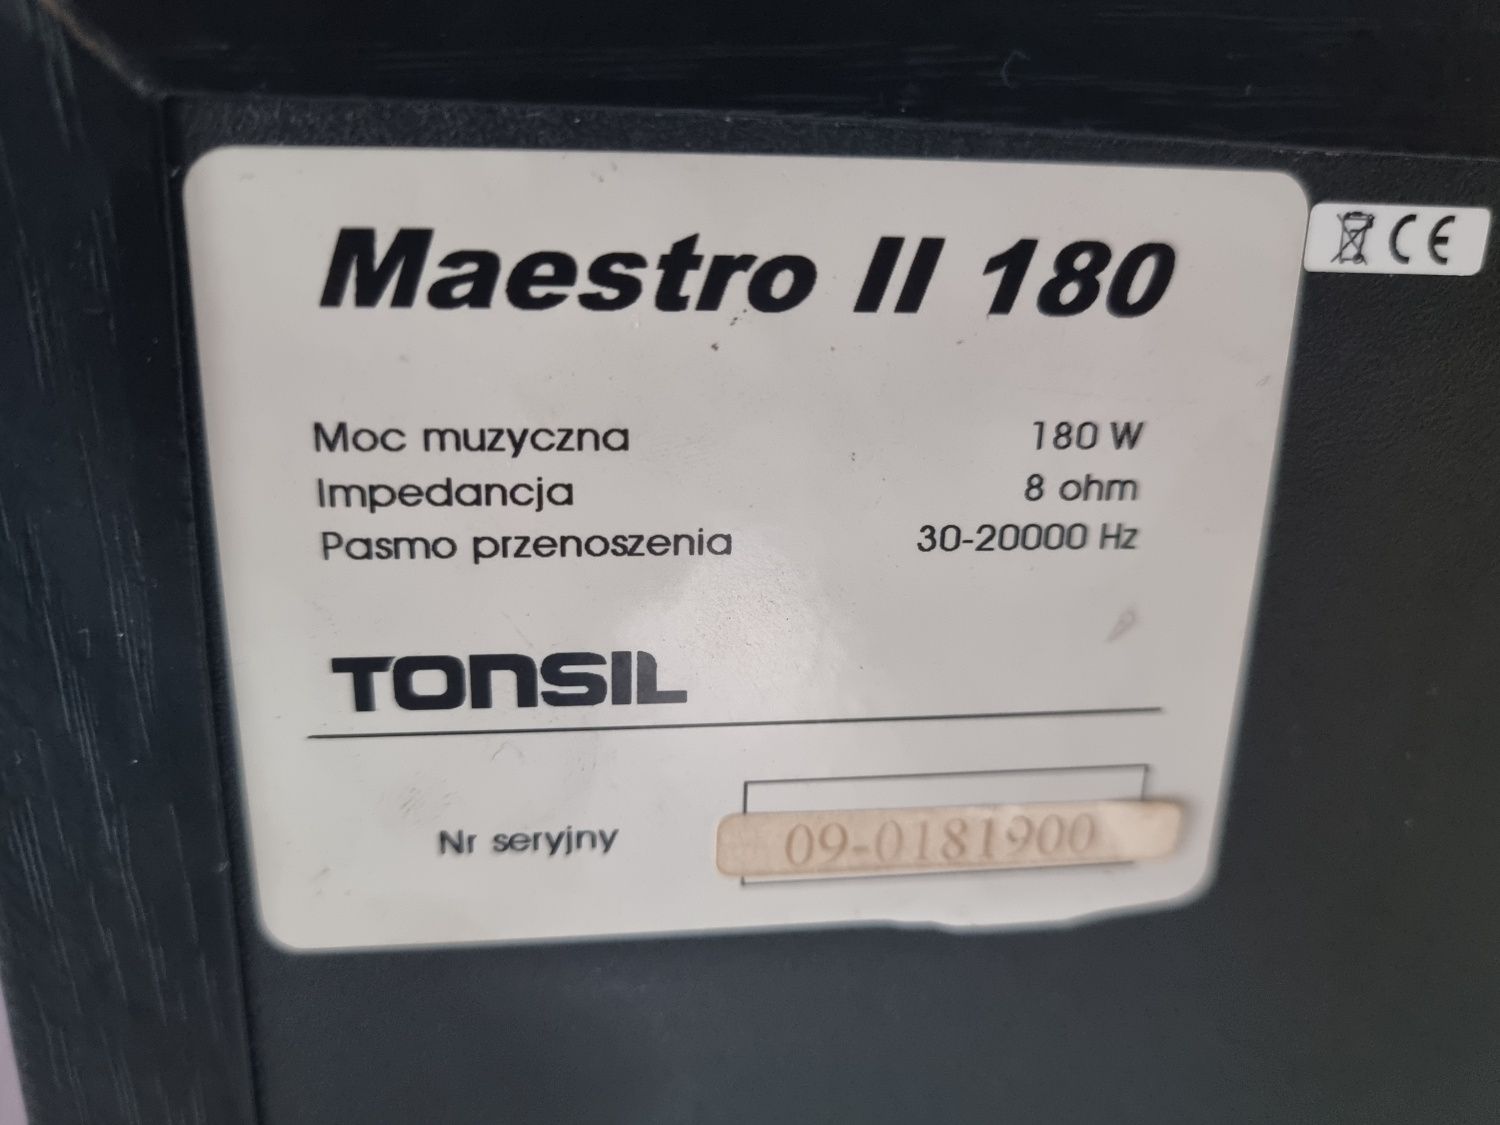 Maestro II 180
CE
Moc muzyczna 180 W
Impedancja 8 ohm
Pasmo przenoszenia 30-20000 Hz
TONSIL
Nr seryjny 09-0181900